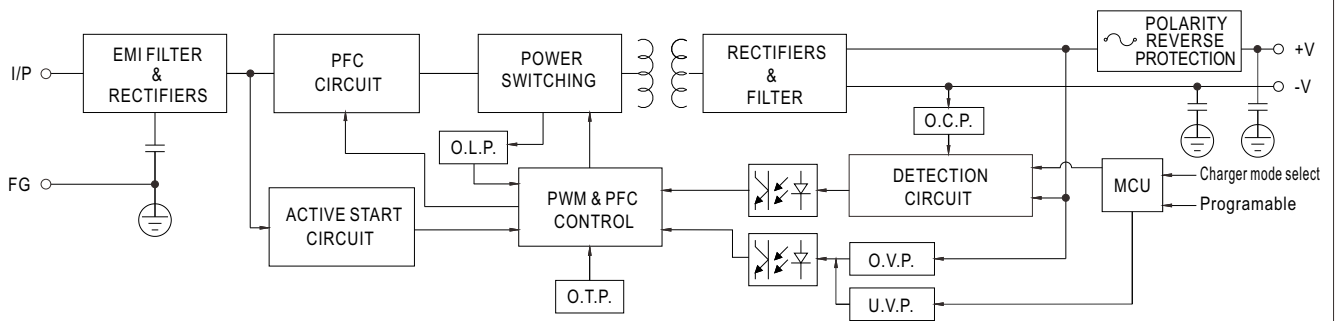 I/P
EMI FILTER
&
RECTIFIERS
PFC
CIRCUIT
POWER
SWITCHING
RECTIFIERS
&
FILTER
POLARITY
REVERSE
PROTECTION
+V
-V
O.C.P.
O.L.P.
FG
ACTIVE START
CIRCUIT
PWM & PFC
CONTROL
DETECTION
CIRCUIT
MCU
Charger mode select
Programable
O.V.P.
O.T.P.
U.V.P.